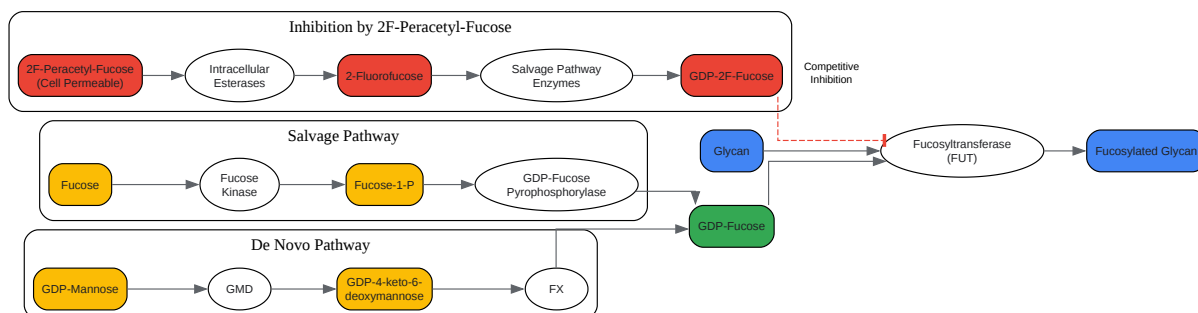 Inhibition by 2F-Peracetyl-Fucose
2F-Peracetyl-Fucose
(Cell Permeable)
Intracellular
Esterases
2-Fluorofucose
Salvage Pathway
Enzymes
GDP-2F-Fucose
Competitive
Inhibition
Salvage Pathway
Fucose
Fucose
Kinase
Fucose-1-P
GDP-Fucose
Pyrophosphorylase
Glycan
Fucosyltransferase
(FUT)
Fucosylated Glycan
GDP-Fucose
De Novo Pathway
GDP-Mannose
GMD
GDP-4-keto-6-
deoxymannose
FX